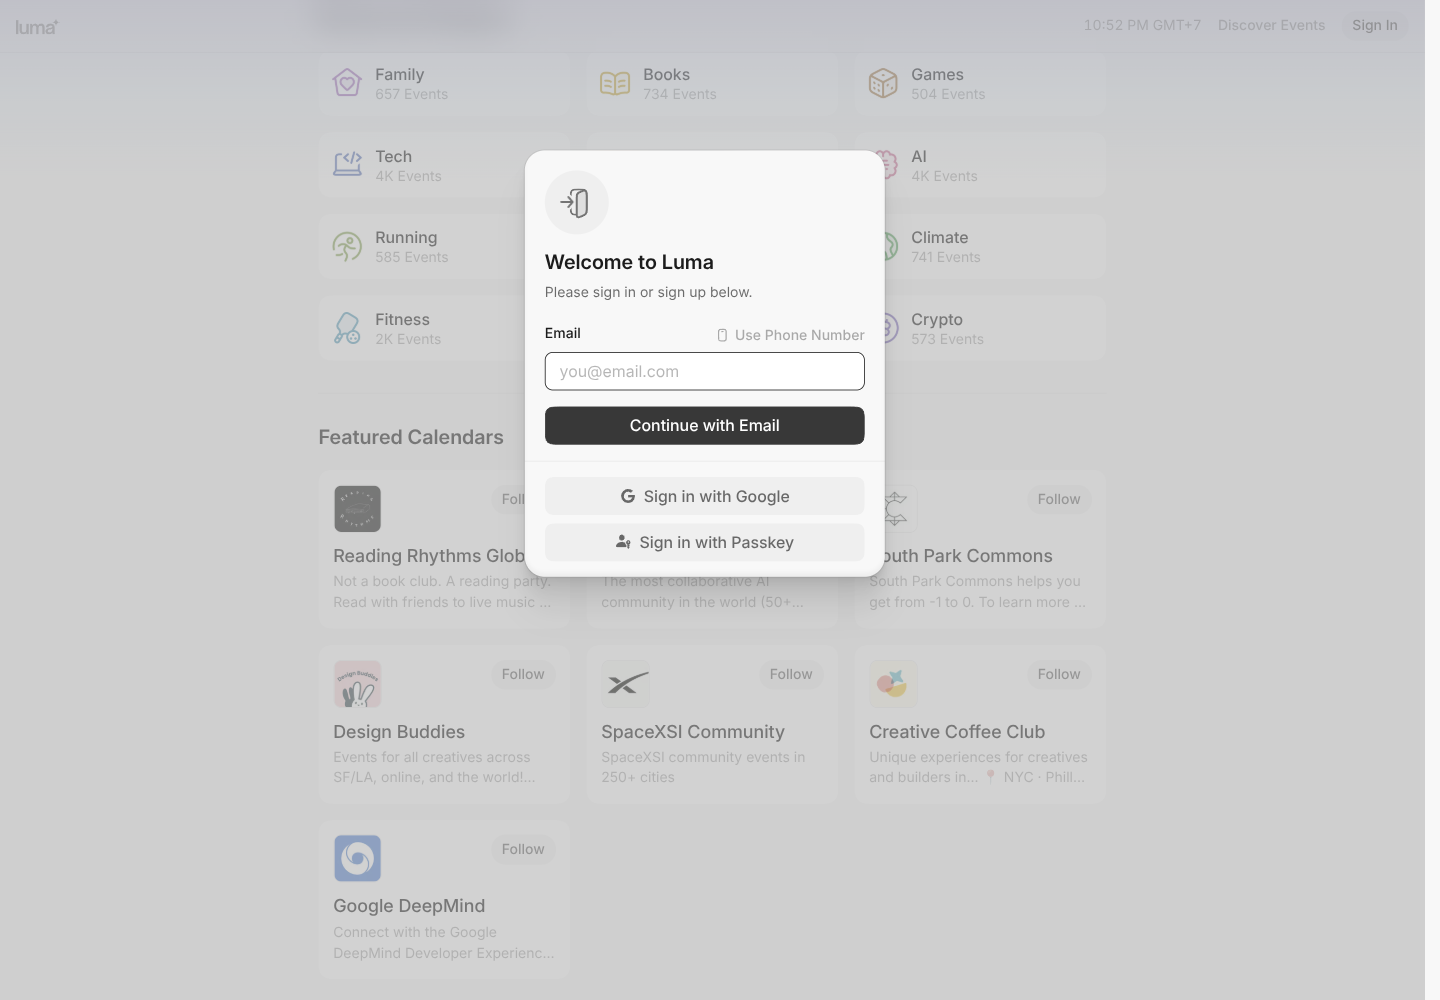 luma
10:52 PM GMT+7
Discover Events
Sign In
Family
657 Events
Books
734 Events
Games
504 Events
Tech
4K Events
AI
4K Events
Running
585 Events
Climate
741 Events
Fitness
2K Events
Crypto
573 Events
Welcome to Luma
Please sign in or sign up below.
Email
Use Phone Number
you@email.com
Continue with Email
Sign in with Google
Sign in with Passkey
Featured Calendars
Follow
Reading Rhythms
Not a book club. A reading party.
Read with friends to live music ...
The most collaborative AI
community in the world (50+...
Follow
South Park Commons
South Park Commons helps you
get from -1 to 0. To learn more ...
Design Buddies
Follow
Design Buddies
Events for all creatives across
SF/LA, online, and the world!...
Follow
SpaceXSI Community
SpaceXSI community events in
250+ cities
Follow
Creative Coffee Club
Unique experiences for creatives
and builders in... 📍 NYC · Phill...
Follow
Google DeepMind
Connect with the Google
DeepMind Developer Experienc...